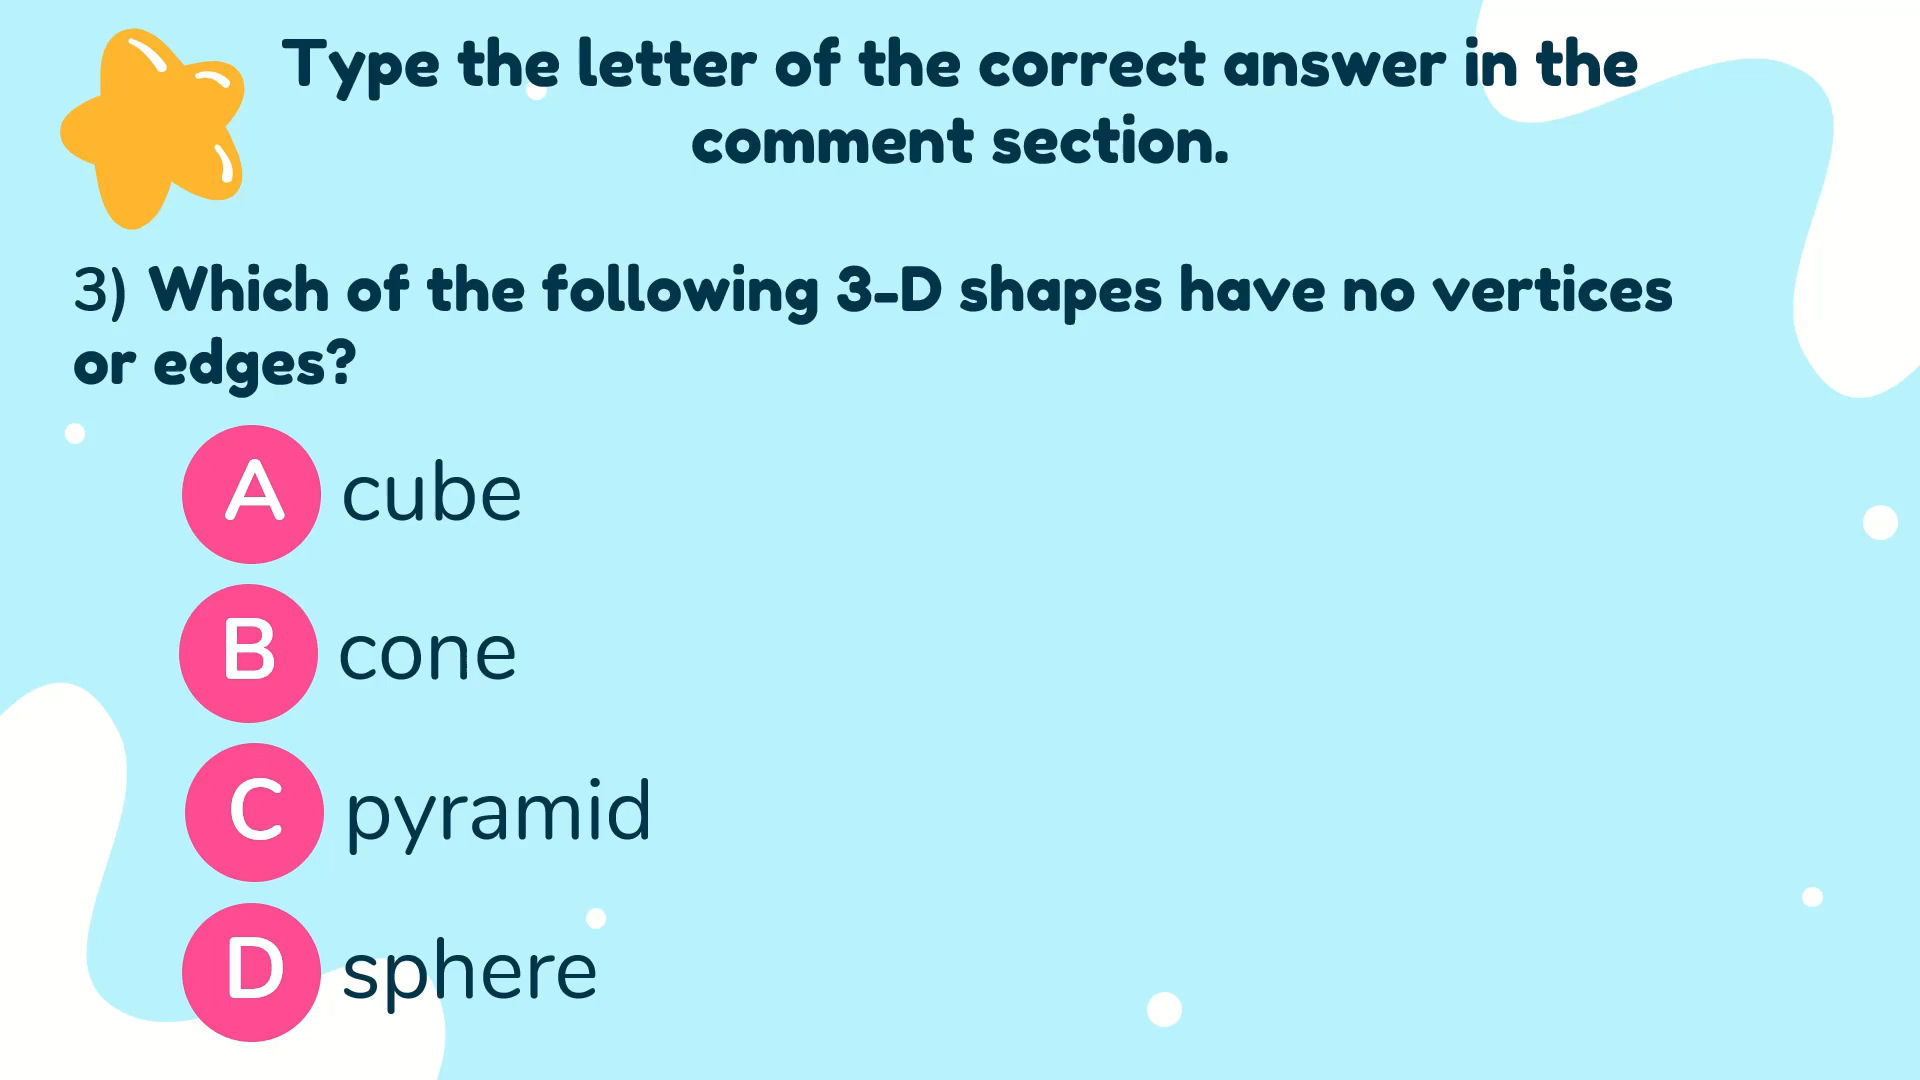 Type the letter of the correct answer in the
comment section.
3) Which of the following 3-D shapes have no vertices
or edges?
A cube
B cone
C pyramid
D sphere